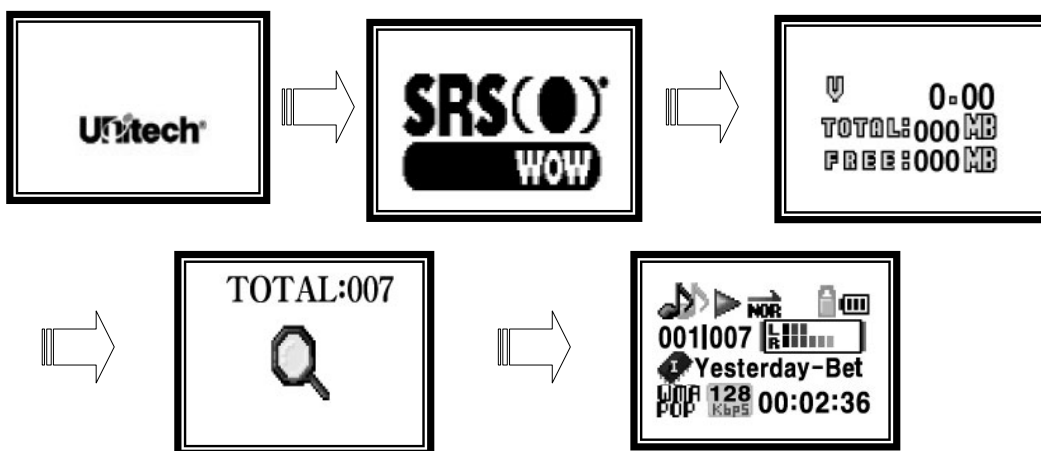 Unitech
SRS
WOW
V 0.00
TOTAL:000 MB
FREE:000 MB
TOTAL:007
NOR
001|007 L R
I Yesterday-Bet
WMA POP 128 Kbps 00:02:36